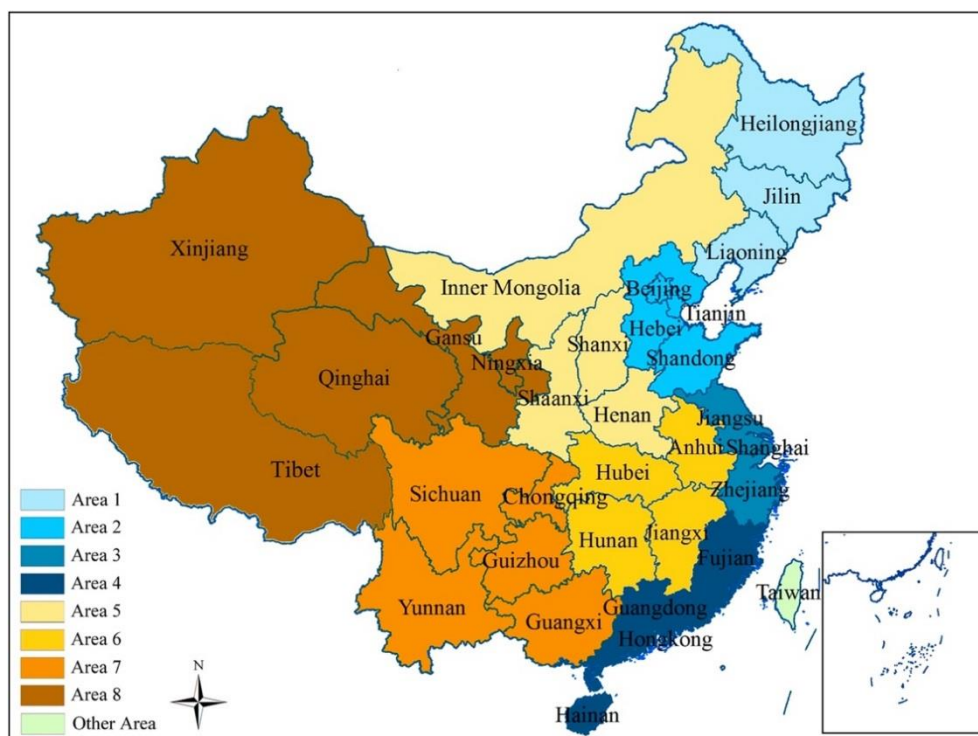 Heilongjiang
Jilin
Liaoning
Xinjiang
Inner Mongolia
Beijing
Tianjin
Hebei
Gansu
Shanxi
Shandong
Ningxia
Qinghai
Shaanxi
Henan
Jiangsu
Anhui
Shanghai
Tibet
Hubei
Zhejiang
Sichuan
Chongqing
Hunan
Jiangxi
Guizhou
Fujian
Taiwan
Yunnan
Guangxi
Guangdong
Hongkong
Hainan
Area 1
Area 2
Area 3
Area 4
Area 5
Area 6
Area 7
Area 8
Other Area
N